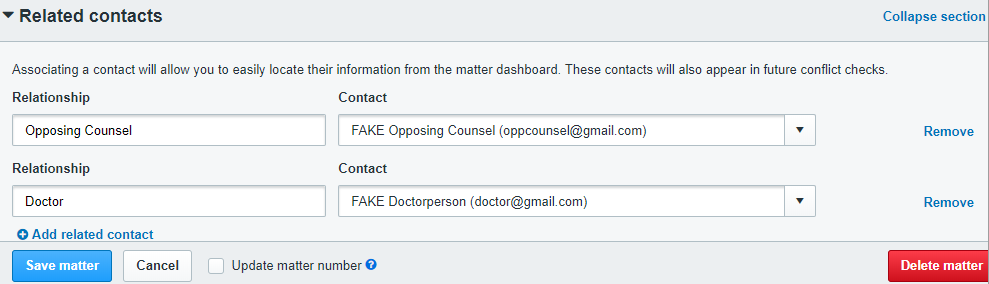 Related contacts
Collapse section
Associating a contact will allow you to easily locate their information from the matter dashboard. These contacts will also appear in future conflict checks.
Relationship Contact
Opposing Counsel FAKE Opposing Counsel (oppcounsel@gmail.com) Remove
Relationship Contact
Doctor FAKE Doctorperson (doctor@gmail.com) Remove
Add related contact
Save matter Cancel Update matter number ? Delete matter